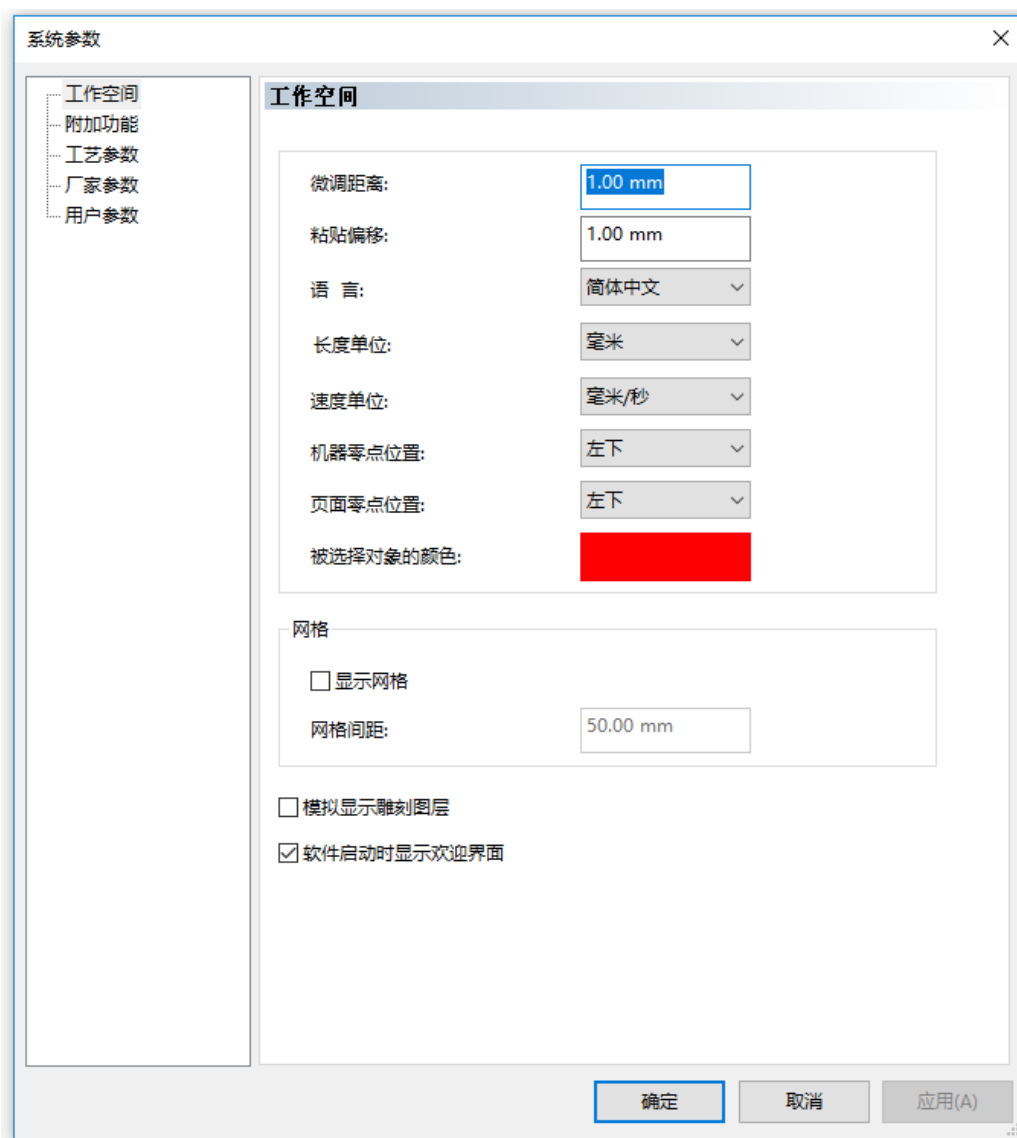 系统参数
工作空间
附加功能
工艺参数
厂家参数
用户参数
工作空间
微调距离: 1.00 mm
粘贴偏移: 1.00 mm
语 言: 简体中文
长度单位: 毫米
速度单位: 毫米/秒
机器零点位置: 左下
页面零点位置: 左下
被选择对象的颜色:
网格
显示网格
网格间距: 50.00 mm
模拟显示雕刻图层
软件启动时显示欢迎界面
确定 取消 应用(A)